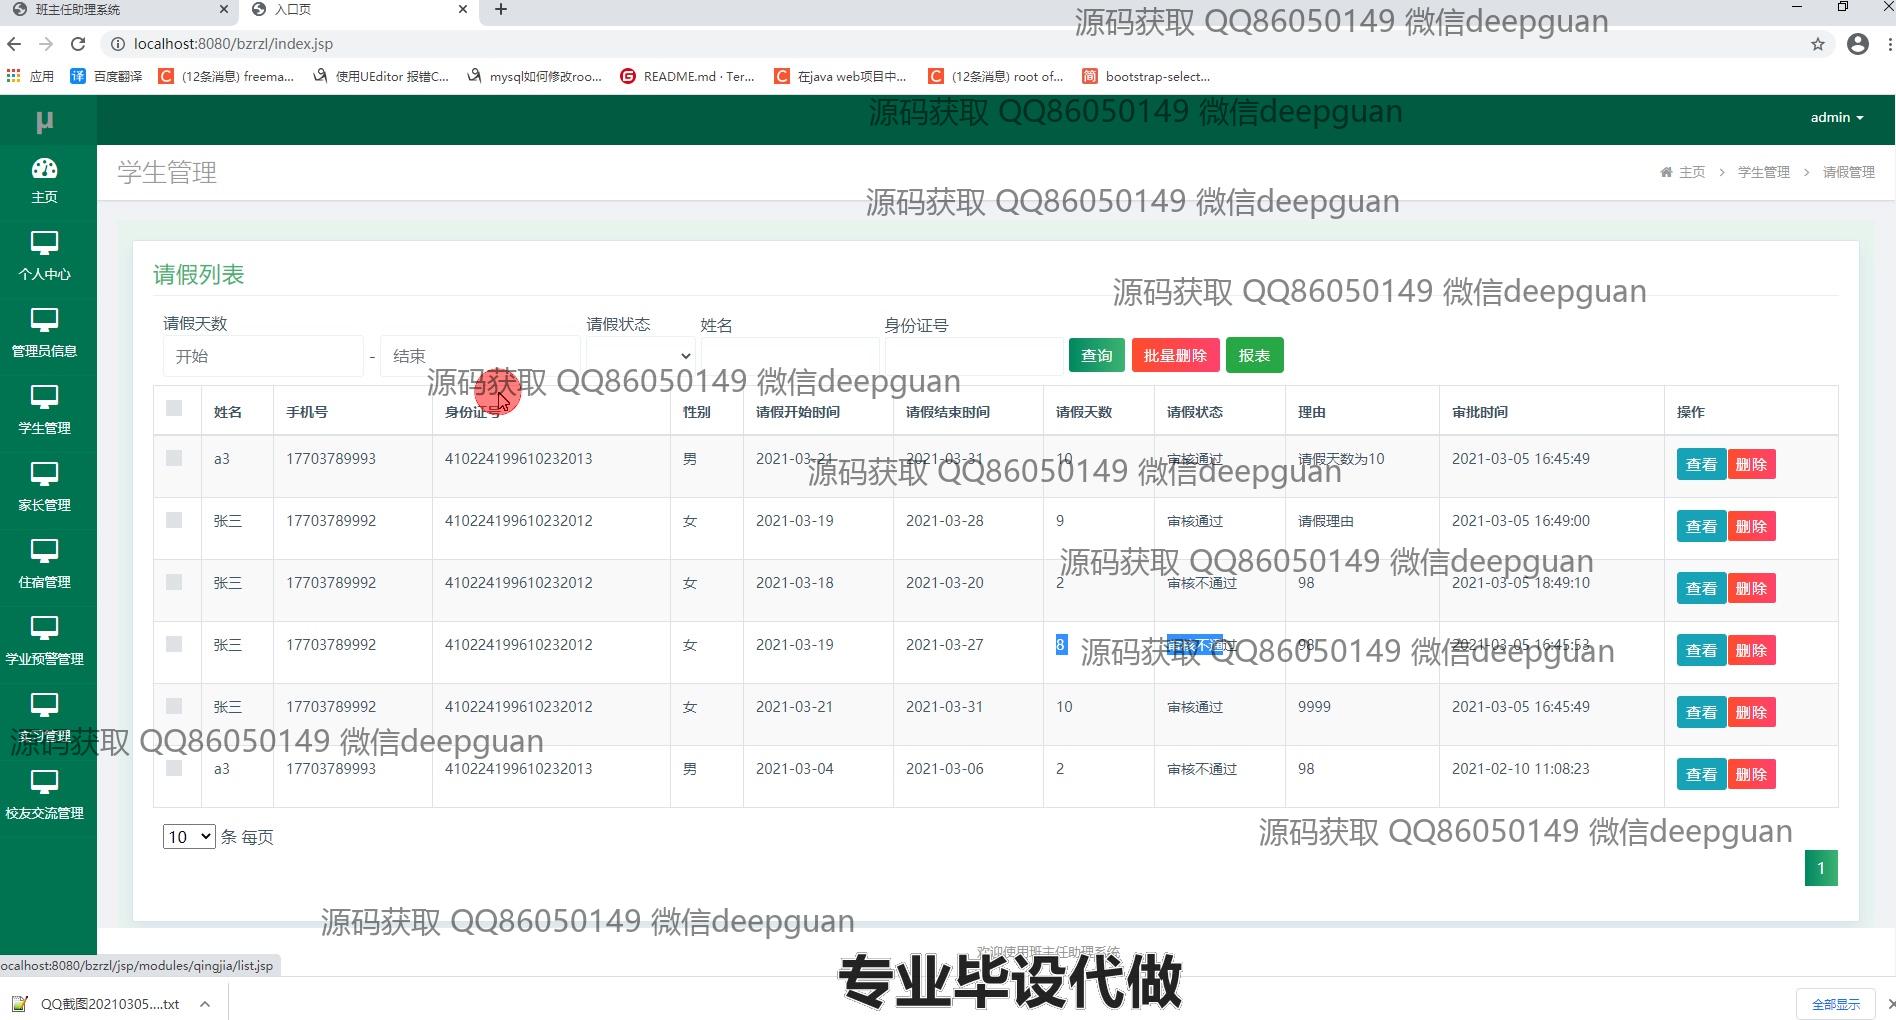 班主任助理系统
入口页
源码获取 QQ86050149 微信deepguan
localhost:8080/bzrzl/index.jsp
应用
百度翻译
(12条消息) freema...
使用UEditor 报错C...
mysql如何修改roo...
README.md · Ter...
在java web项目中...
(12条消息) root of...
bootstrap-select...
源码获取 QQ86050149 微信deepguan
μ
admin
主页
学生管理
主页 > 学生管理 > 请假管理
源码获取 QQ86050149 微信deepguan
个人中心
管理员信息
学生管理
家长管理
住宿管理
学业预警管理
校友交流管理
请假列表
源码获取 QQ86050149 微信deepguan
请假天数
请假状态
姓名
身份证号
开始 - 结束
查询 批量删除 报表
源码获取 QQ86050149 微信deepguan
姓名 手机号 身份证号 性别 请假开始时间 请假结束时间 请假天数 请假状态 理由 审批时间 操作
a3 17703789993 410224199610232013 男 2021-03-21 2021-03-31 10 审核通过 请假天数为10 2021-03-05 16:45:49 查看 删除
源码获取 QQ86050149 微信deepguan
张三 17703789992 410224199610232012 女 2021-03-19 2021-03-28 9 审核通过 请假理由 2021-03-05 16:49:00 查看 删除
源码获取 QQ86050149 微信deepguan
张三 17703789992 410224199610232012 女 2021-03-18 2021-03-20 2 审核不通过 98 2021-03-05 18:49:10 查看 删除
张三 17703789992 410224199610232012 女 2021-03-19 2021-03-27 8 审核不通过 98 2021-03-05 16:45:53 查看 删除
源码获取 QQ86050149 微信deepguan
张三 17703789992 410224199610232012 女 2021-03-21 2021-03-31 10 审核通过 9999 2021-03-05 16:45:49 查看 删除
源码获取 QQ86050149 微信deepguan
a3 17703789993 410224199610232013 男 2021-03-04 2021-03-06 2 审核不通过 98 2021-02-10 11:08:23 查看 删除
10 条 每页
源码获取 QQ86050149 微信deepguan
1
源码获取 QQ86050149 微信deepguan
欢迎使用班主任助理系统
ocalhost:8080/bzrzl/jsp/modules/qingjia/list.jsp
专业毕设代做
QQ截图20210305....txt
全部显示